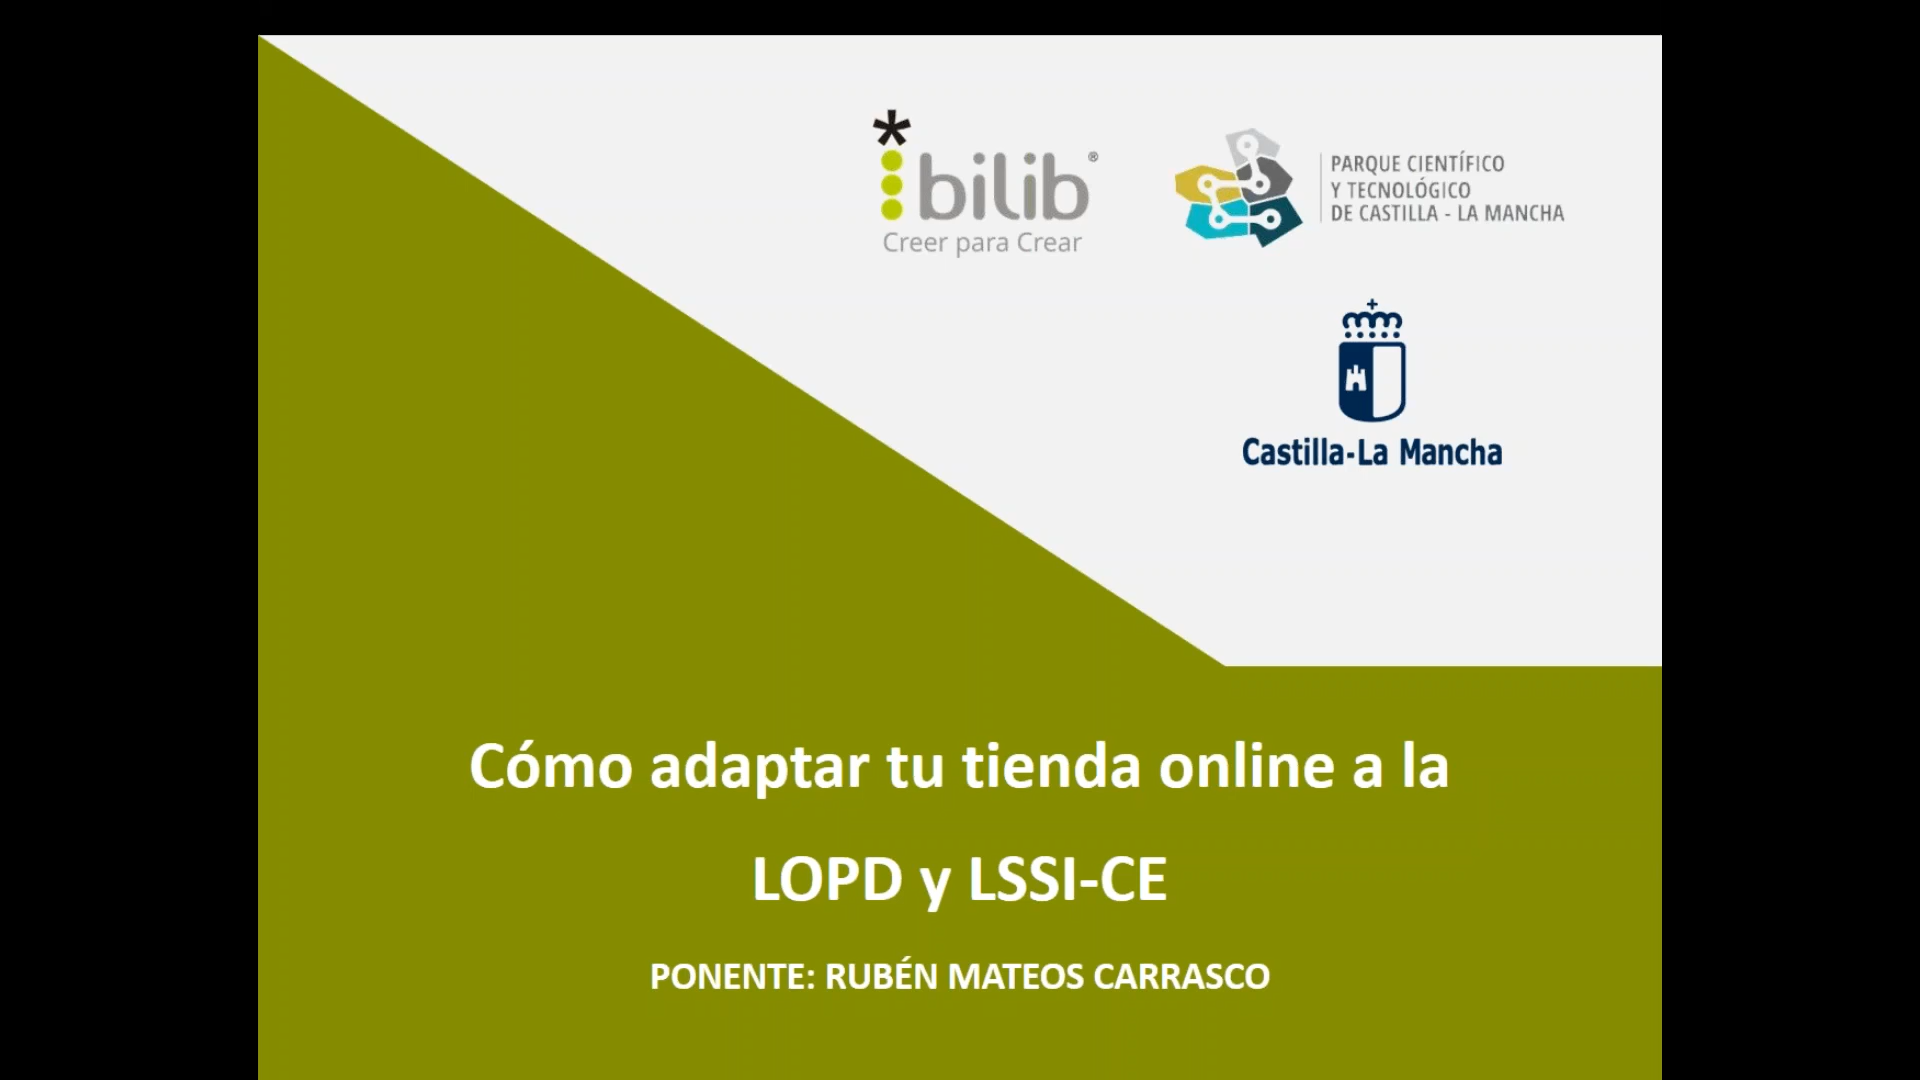 *bilib®
Creer para Crear
PARQUE CIENTÍFICO
Y TECNOLÓGICO
DE CASTILLA - LA MANCHA
Castilla-La Mancha
Cómo adaptar tu tienda online a la
LOPD y LSSI-CE
PONENTE: RUBÉN MATEOS CARRASCO